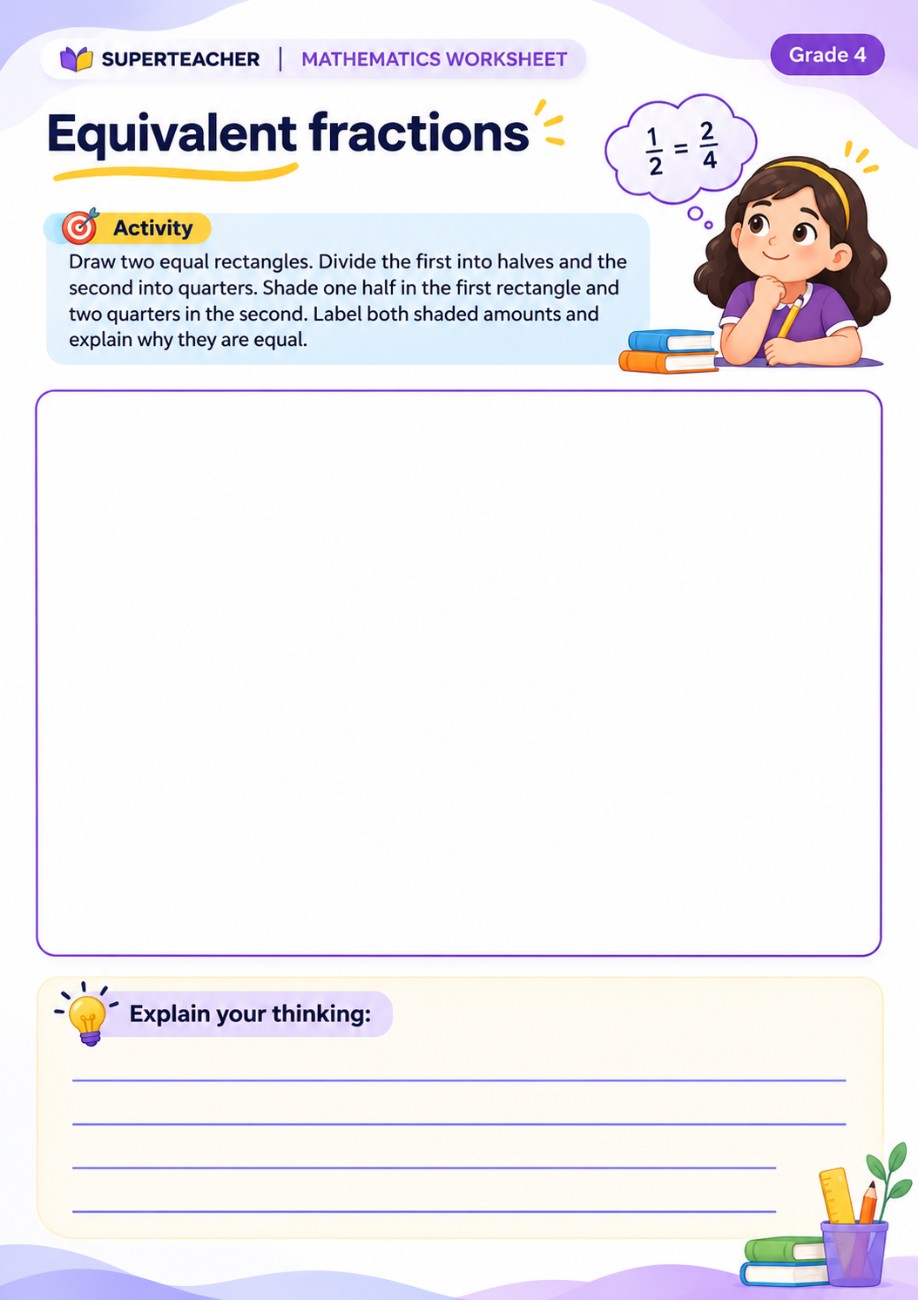 SUPERTEACHER | MATHEMATICS WORKSHEET
Grade 4
Equivalent fractions
1/2 = 2/4
Activity
Draw two equal rectangles. Divide the first into halves and the
second into quarters. Shade one half in the first rectangle and
two quarters in the second. Label both shaded amounts and
explain why they are equal.
Explain your thinking: